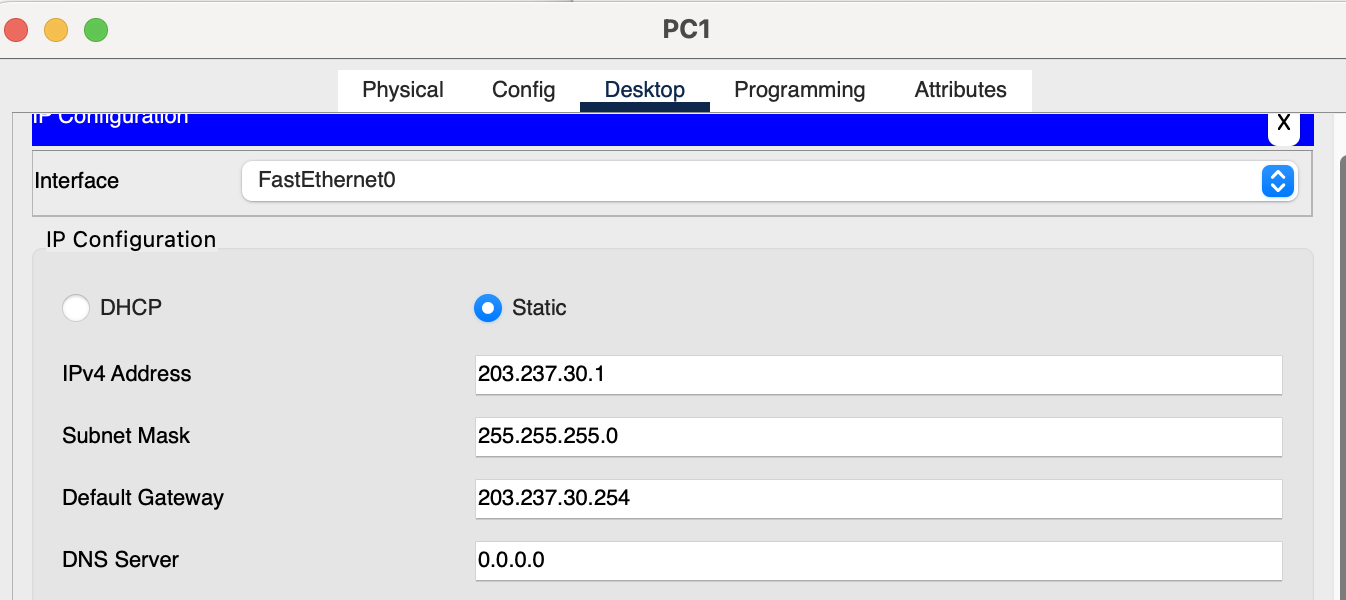 PC1
Physical Config Desktop Programming Attributes
IP Configuration X
Interface FastEthernet0
IP Configuration
DHCP Static
IPv4 Address 203.237.30.1
Subnet Mask 255.255.255.0
Default Gateway 203.237.30.254
DNS Server 0.0.0.0